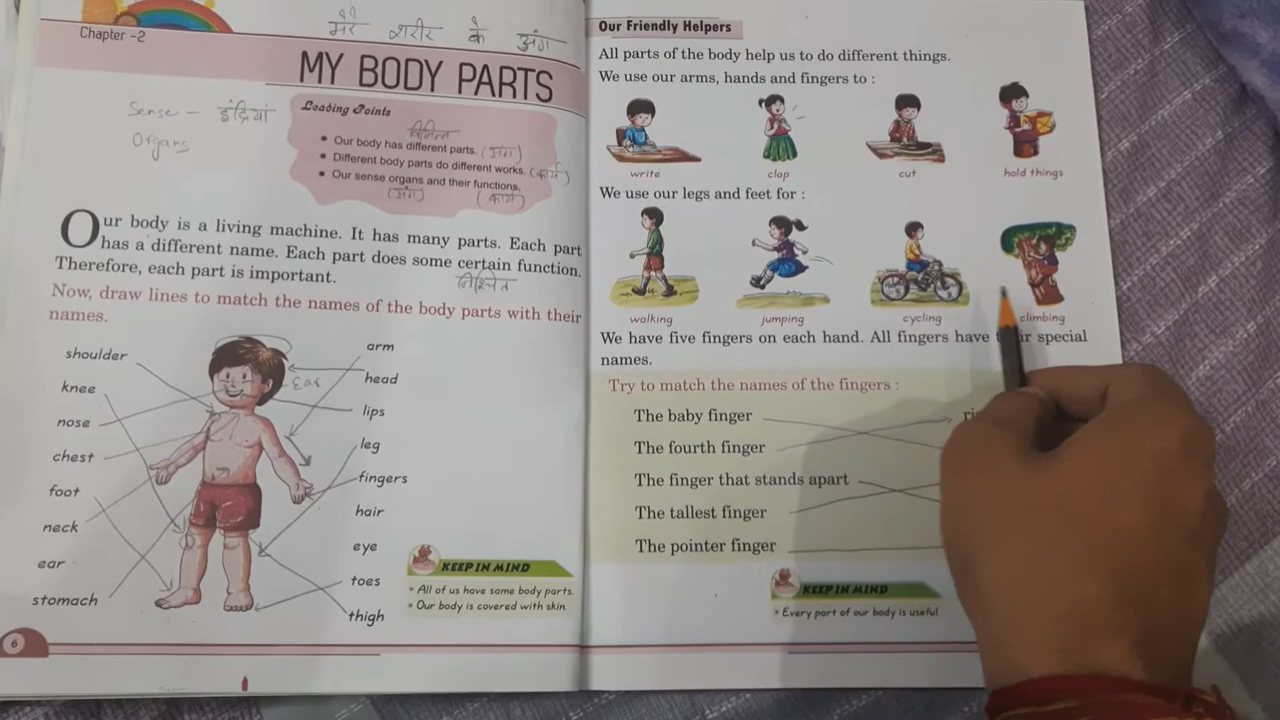 Chapter -2
मेरे शरीर के अंग
MY BODY PARTS
Sense - इंद्रियां
Organs
Loading Points
विभिन्न
• Our body has different parts. (अंग)
• Different body parts do different works. (कार्य)
• Our sense organs and their functions.
(अंग) (कार्य)
Our body is a living machine. It has many parts. Each part
has a different name. Each part does some certain function.
Therefore, each part is important.
निश्चित
Now, draw lines to match the names of the body parts with their
names.
shoulder
knee
nose
chest
foot
neck
ear
stomach
Ear
arm
head
lips
leg
fingers
hair
eye
toes
thigh
KEEP IN MIND
* All of us have same body parts.
* Our body is covered with skin.
6
Our Friendly Helpers
All parts of the body help us to do different things.
We use our arms, hands and fingers to :
write clap cut hold things
We use our legs and feet for :
walking jumping cycling climbing
We have five fingers on each hand. All fingers have special
names.
Try to match the names of the fingers :
The baby finger
The fourth finger
The finger that stands apart
The tallest finger
The pointer finger
KEEP IN MIND
* Every part of our body is useful